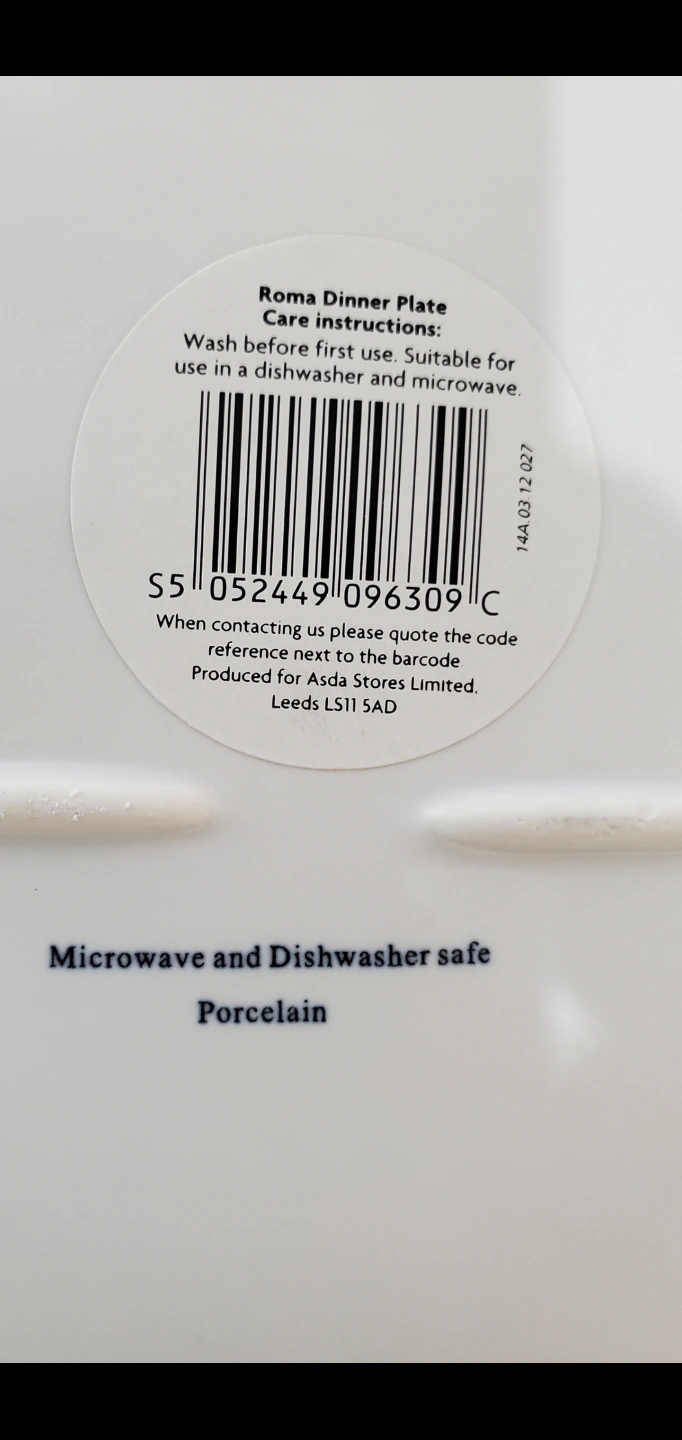 Roma Dinner Plate
Care instructions:
Wash before first use. Suitable for
use in a dishwasher and microwave.
14A.03.12 027
S5 052449 096309 C
When contacting us please quote the code
reference next to the barcode.
Produced for Asda Stores Limited,
Leeds LS11 5AD
Microwave and Dishwasher safe
Porcelain